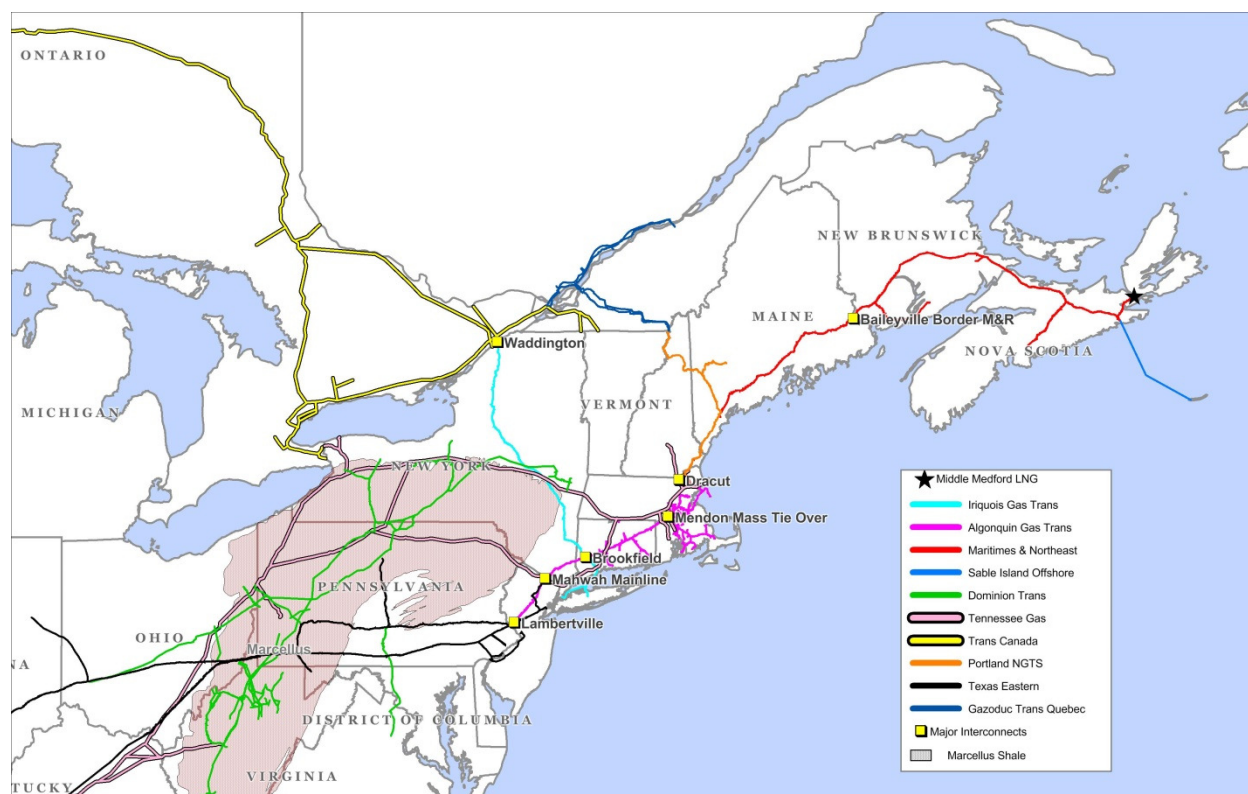 ONTARIO
NEW BRUNSWICK
MAINE
Baileyville Border M&R
Waddington
NOVA SCOTIA
MICHIGAN
VERMONT
NEW YORK
Dracut
Mendon Mass Tie Over
Brookfield
Mahwah Mainline
PENNSYLVANIA
Lambertville
OHIO
Marcellus
NA
DISTRICT OF COLUMBIA
VIRGINIA
TUCKY
Middle Medford LNG
Iriquois Gas Trans
Algonquin Gas Trans
Maritimes & Northeast
Sable Island Offshore
Dominion Trans
Tennessee Gas
Trans Canada
Portland NGTS
Texas Eastern
Gazoduc Trans Quebec
Major Interconnects
Marcellus Shale